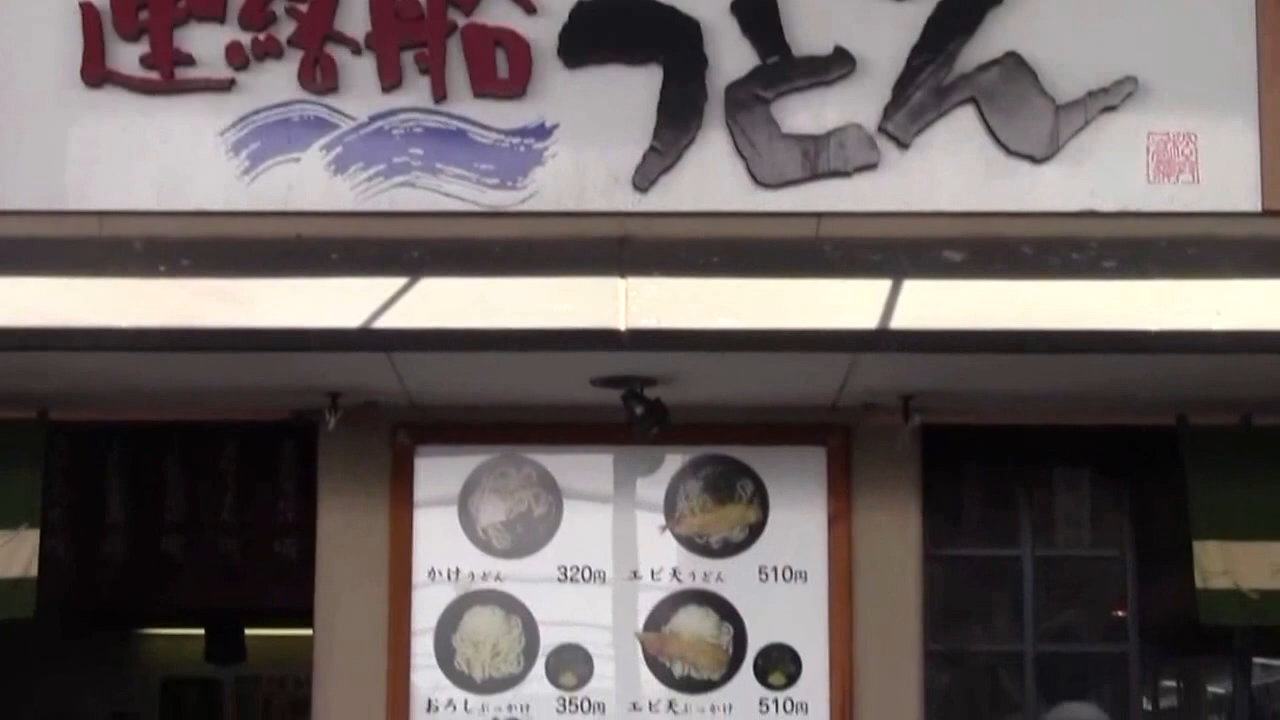 連絡船うどん
かけうどん 320円 エビ天うどん 510円
おろしぶっかけ 350円 エビ天ぶっかけ 510円